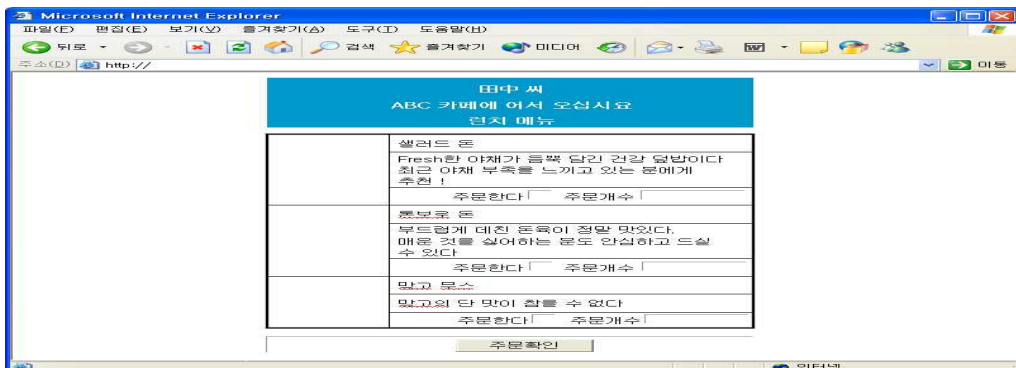 Microsoft Internet Explorer
파일(F) 편집(E) 보기(V) 즐겨찾기(A) 도구(T) 도움말(H)
뒤로 검색 즐겨찾기 미디어
주소(D) http:// 이동
田中 씨
ABC 카페에 어서 오십시요
런치 메뉴
샐러드 돈
Fresh한 야채가 듬뿍 담긴 건강 덮밥이다
최근 야채 부족을 느끼고 있는 분에게
추천 !
주문한다 주문개수
톤보로 돈
부드럽게 데친 돈육이 정말 맛있다.
매운 것를 싫어하는 분도 안심하고 드실
수 있다
주문한다 주문개수
망고 무스
망고의 단 맛이 참을 수 없다
주문한다 주문개수
주문확인
인터넷